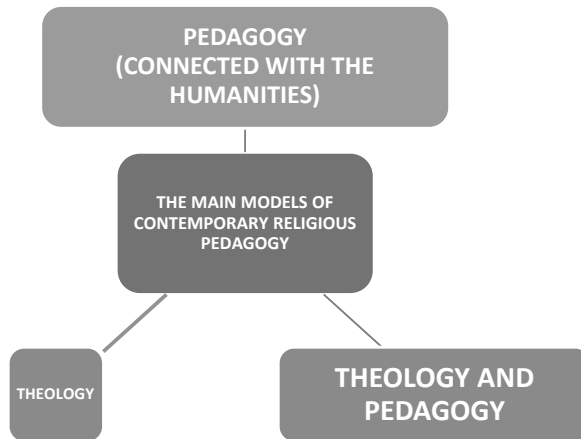 PEDAGOGY
(CONNECTED WITH THE
HUMANITIES)
THE MAIN MODELS OF
CONTEMPORARY RELIGIOUS
PEDAGOGY
THEOLOGY
THEOLOGY AND
PEDAGOGY